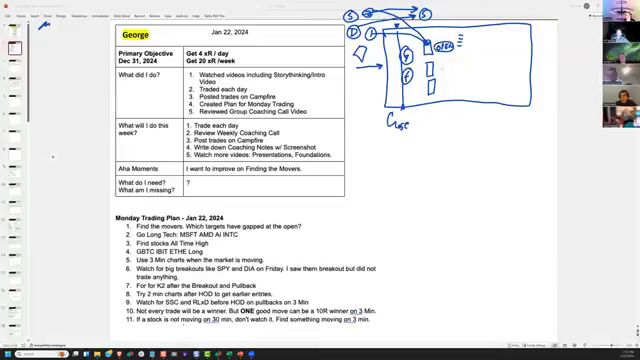 George
Jan 22, 2024
Primary Objective
Dec 31, 2024
Get 4 xR / day
Get 20 xR /week
What did I do?
1. Watched videos including Storythinking/Intro Video
2. Traded each day
3. Posted trades on Campfire
4. Created Plan for Monday Trading
5. Reviewed Group Coaching Call Video
What will I do this week?
1. Trade each day
2. Review Weekly Coaching Call
3. Post trades on Campfire
4. Write down Coaching Notes w/ Screenshot
5. Watch more videos: Presentations, Foundations.
Aha Moments
I want to improve on Finding the Movers.
What do I need?
What am I missing?
?
Monday Trading Plan - Jan 22, 2024
1. Find the movers. Which targets have gapped at the open?
2. Go Long Tech: MSFT AMD AI INTC
3. Find stocks All Time High
4. GBTC IBIT ETHE Long
5. Use 3 Min charts when the market is moving.
6. Watch for big breakouts like SPY and DIA on Friday. I saw them breakout but did not trade anything.
7. For for K2 after the Breakout and Pullback
8. Try 2 min charts after HOD to get earlier entries.
9. Watch for SSC and RLxD before HOD on pullbacks on 3 Min
10. Not every trade will be a winner. But ONE good move can be a 10R winner on 3 Min.
11. If a stock is not moving on 30 min, don't watch it. Find something moving on 3 min.
S
S
D
open
Close